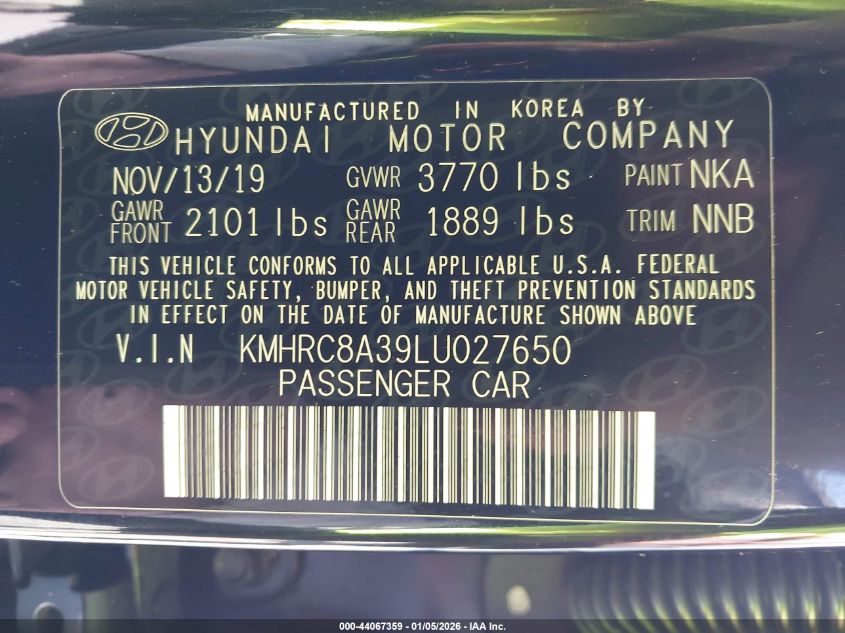 MANUFACTURED IN KOREA BY
HYUNDAI MOTOR COMPANY
NOV/13/19 GVWR 3770 lbs PAINT NKA
GAWR FRONT 2101 lbs GAWR REAR 1889 lbs TRIM NNB
THIS VEHICLE CONFORMS TO ALL APPLICABLE U.S.A. FEDERAL
MOTOR VEHICLE SAFETY, BUMPER, AND THEFT PREVENTION STANDARDS
IN EFFECT ON THE DATE OF MANUFACTURE SHOWN ABOVE
V.I.N KMHRC8A39LU027650
PASSENGER CAR
000-44067359 - 01/05/2026 - IAA Inc.